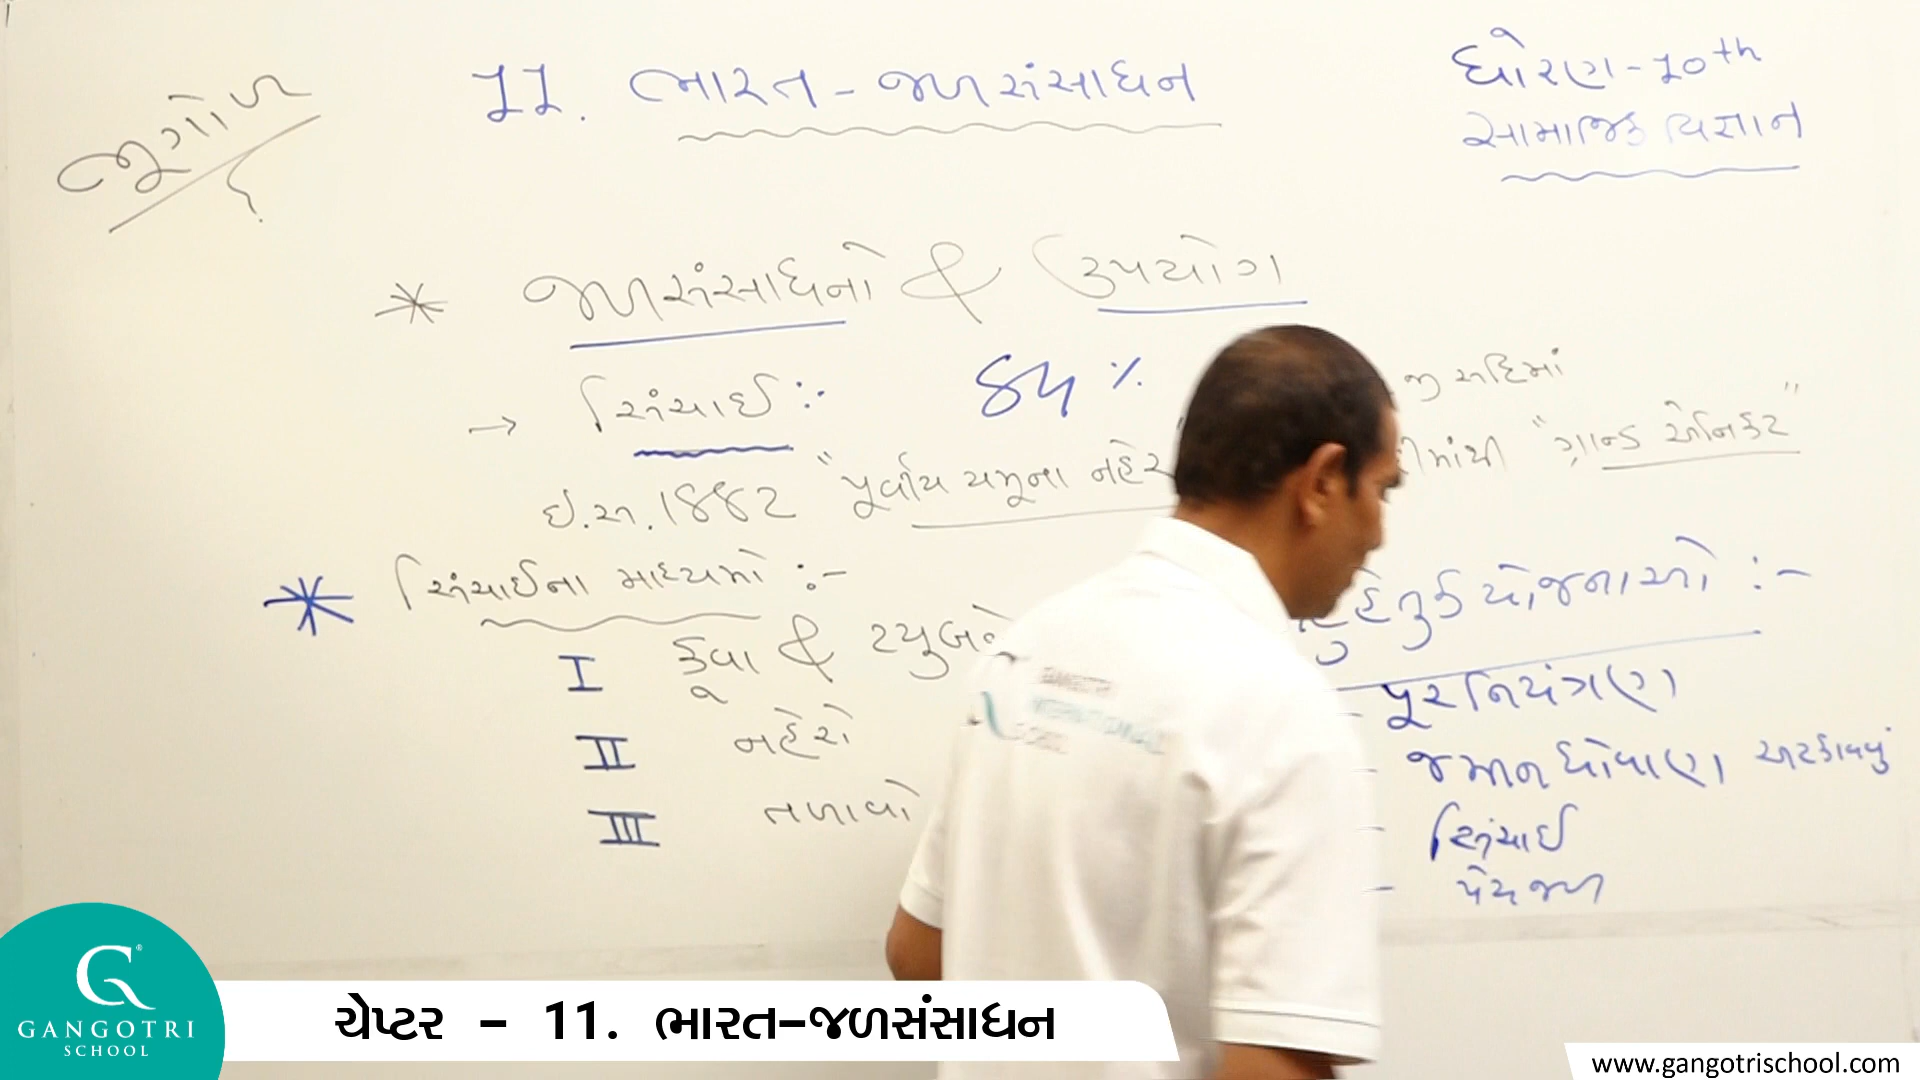 ભૂગોળ
11. ભારત - જળસંસાધન
ધોરણ - 10th
સામાજિક વિજ્ઞાન
* જળસંસાધનો & ઉપયોગ
→ સિંચાઈ :- 84 %
જી સદિમાં
ઇ.સ. 1882 "પૂર્વીય યમુના નહેર
માંથી "ગ્રાન્ડ એનિકટ"
* સિંચાઈના માધ્યમો :-
I કૂવા & ટ્યુબવે
II નહેરો
III તળાવો
હેતુક યોજનાઓ :-
- પૂરનિયંત્રણ
- જમીન ધોવાણ અટકાવવું
- સિંચાઈ
- પેયજળ
GANGOTRI
SCHOOL
ચેપ્ટર - 11. ભારત-જળસંસાધન
www.gangotrischool.com